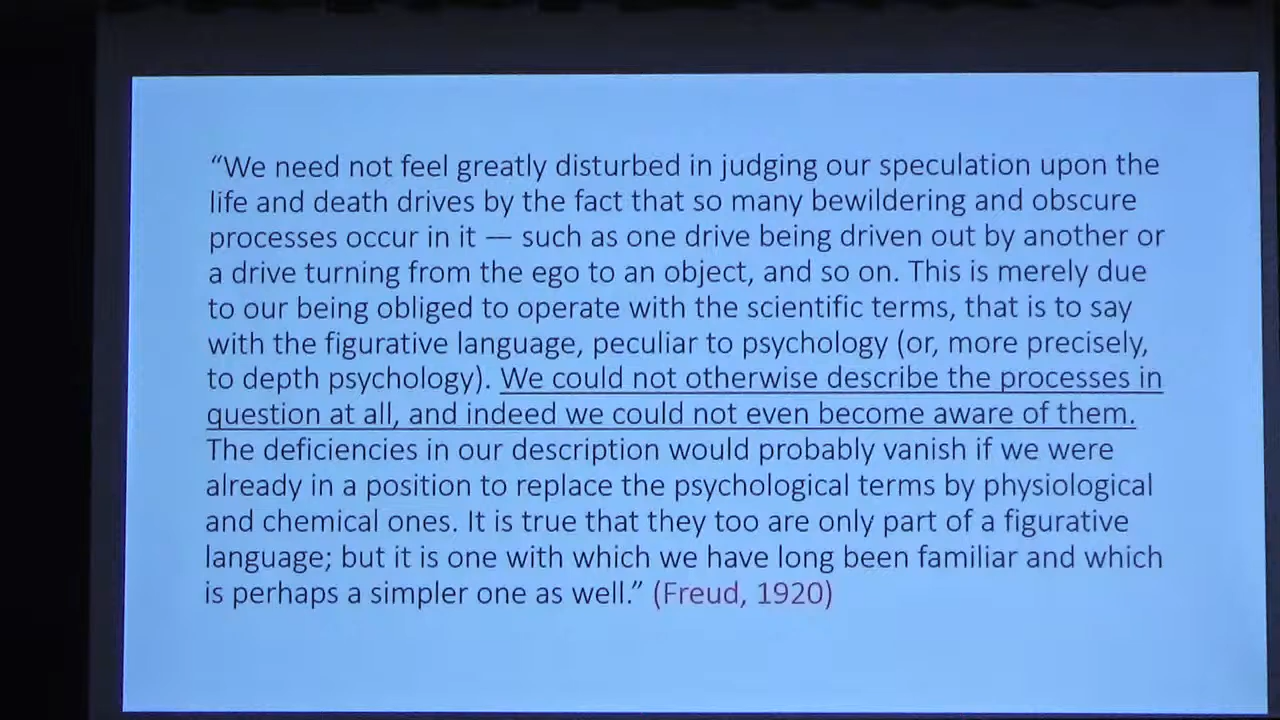 “We need not feel greatly disturbed in judging our speculation upon the
life and death drives by the fact that so many bewildering and obscure
processes occur in it — such as one drive being driven out by another or
a drive turning from the ego to an object, and so on. This is merely due
to our being obliged to operate with the scientific terms, that is to say
with the figurative language, peculiar to psychology (or, more precisely,
to depth psychology). We could not otherwise describe the processes in
question at all, and indeed we could not even become aware of them.
The deficiencies in our description would probably vanish if we were
already in a position to replace the psychological terms by physiological
and chemical ones. It is true that they too are only part of a figurative
language; but it is one with which we have long been familiar and which
is perhaps a simpler one as well.” (Freud, 1920)